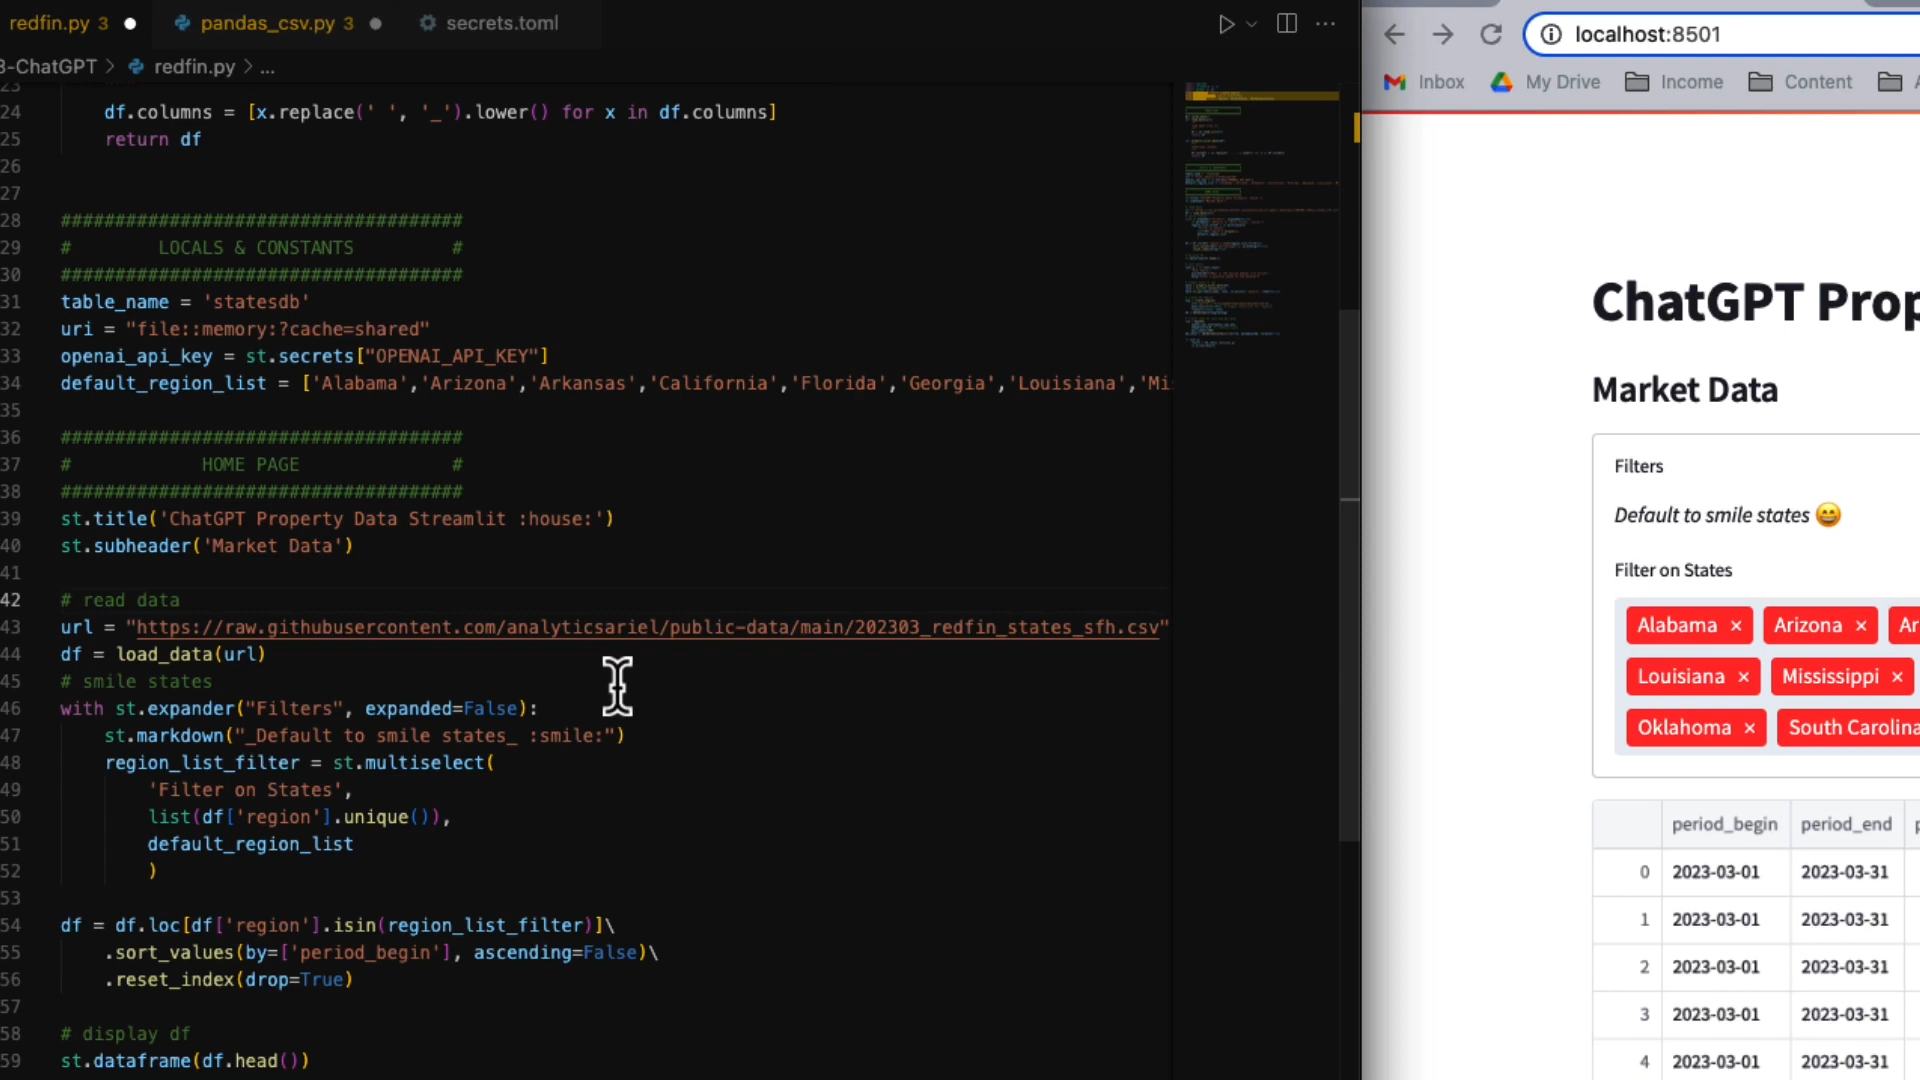 redfin.py 3
pandas_csv.py 3
secrets.toml
3-ChatGPT > redfin.py > ...
23
24 df.columns = [x.replace(' ', '_').lower() for x in df.columns]
25 return df
26
27
28 #####################################
29 # LOCALS & CONSTANTS #
30 #####################################
31 table_name = 'statesdb'
32 uri = "file::memory:?cache=shared"
33 openai_api_key = st.secrets["OPENAI_API_KEY"]
34 default_region_list = ['Alabama','Arizona','Arkansas','California','Florida','Georgia','Louisiana','Mi
35
36 #####################################
37 # HOME PAGE #
38 #####################################
39 st.title('ChatGPT Property Data Streamlit :house:')
40 st.subheader('Market Data')
41
42 # read data
43 url = "https://raw.githubusercontent.com/analyticsariel/public-data/main/202303_redfin_states_sfh.csv"
44 df = load_data(url)
45 # smile states
46 with st.expander("Filters", expanded=False):
47 st.markdown("_Default to smile states_ :smile:")
48 region_list_filter = st.multiselect(
49 'Filter on States',
50 list(df['region'].unique()),
51 default_region_list
52 )
53
54 df = df.loc[df['region'].isin(region_list_filter)]\
55 .sort_values(by=['period_begin'], ascending=False)\
56 .reset_index(drop=True)
57
58 # display df
59 st.dataframe(df.head())
localhost:8501
Inbox My Drive Income Content
ChatGPT Prop
Market Data
Filters
Default to smile states 😄
Filter on States
Alabama × Arizona × Ar
Louisiana × Mississippi ×
Oklahoma × South Carolina
period_begin period_end
0 2023-03-01 2023-03-31
1 2023-03-01 2023-03-31
2 2023-03-01 2023-03-31
3 2023-03-01 2023-03-31
4 2023-03-01 2023-03-31